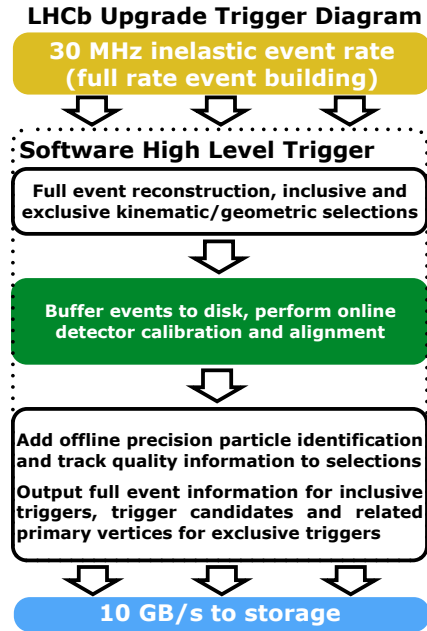 LHCb Upgrade Trigger Diagram
30 MHz inelastic event rate
(full rate event building)
Software High Level Trigger
Full event reconstruction, inclusive and
exclusive kinematic/geometric selections
Buffer events to disk, perform online
detector calibration and alignment
Add offline precision particle identification
and track quality information to selections
Output full event information for inclusive
triggers, trigger candidates and related
primary vertices for exclusive triggers
10 GB/s to storage